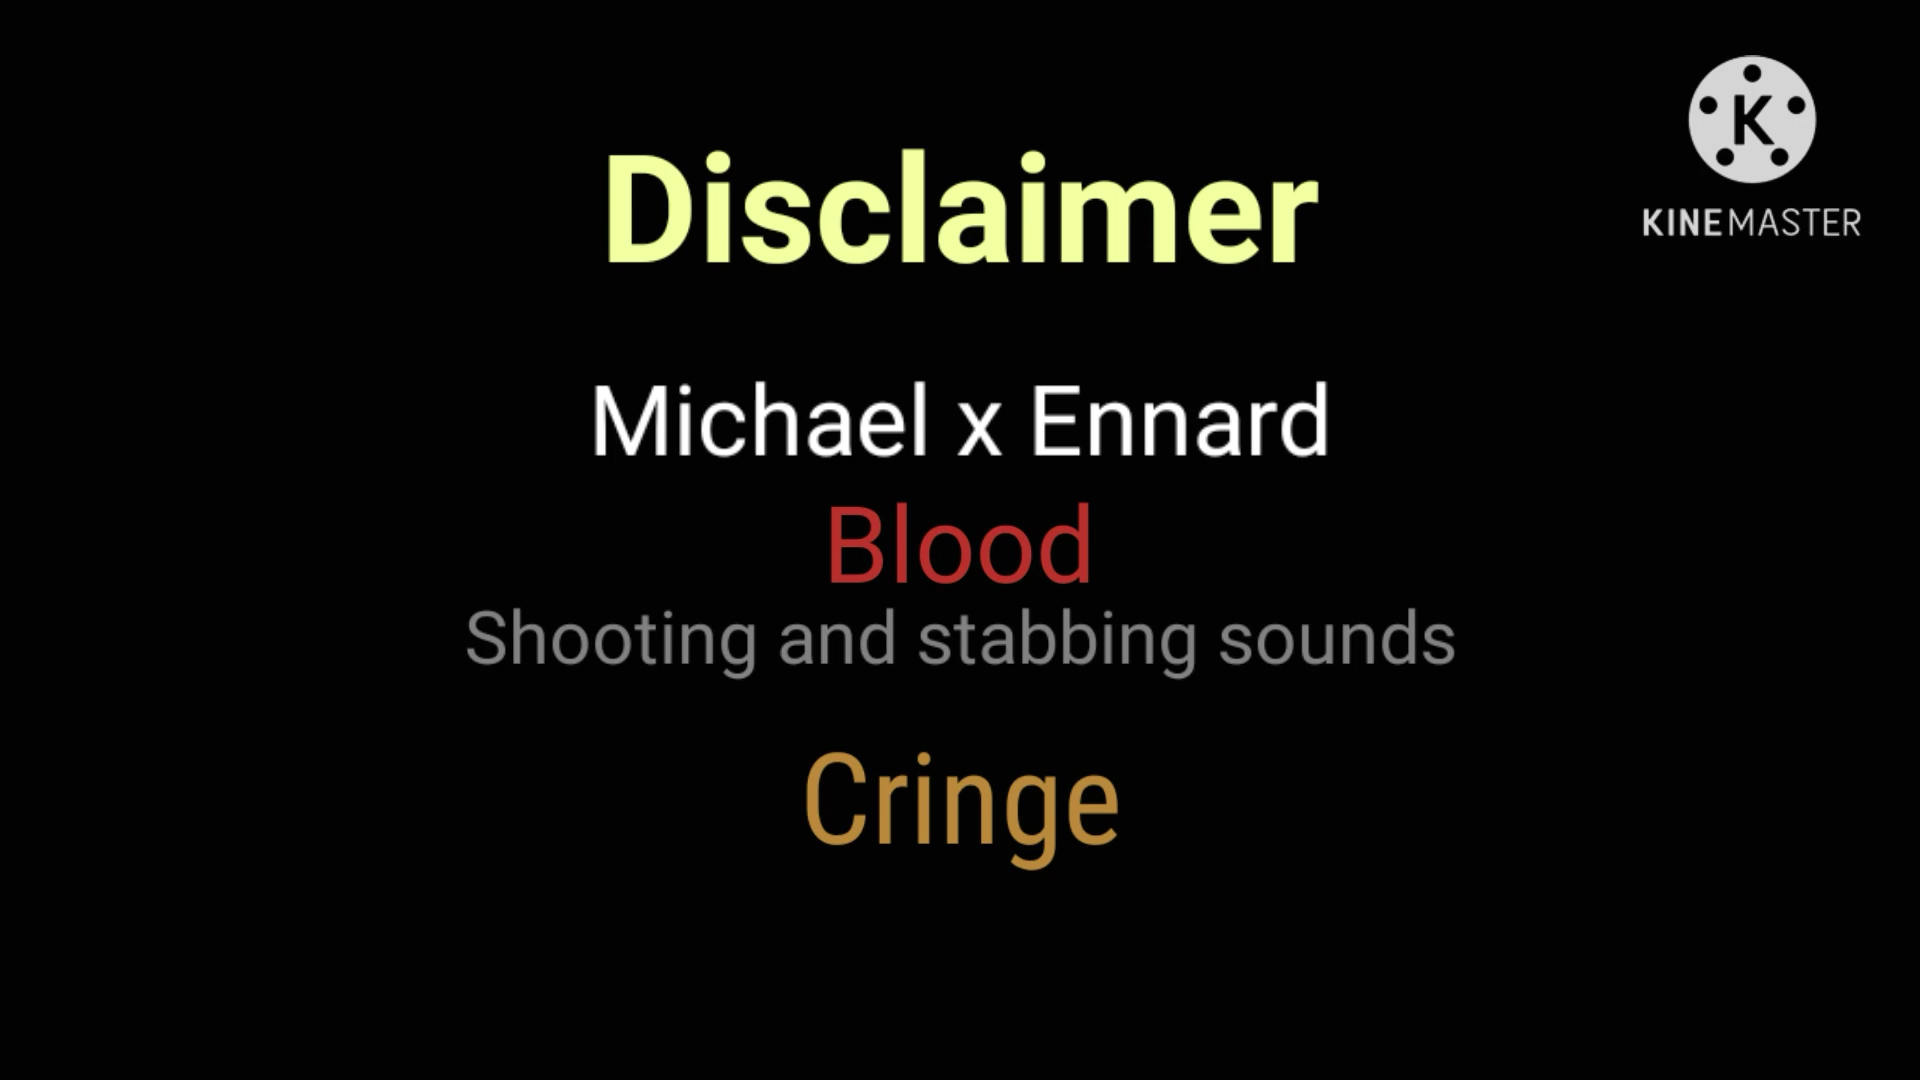 K
KINEMASTER
Disclaimer
Michael x Ennard
Blood
Shooting and stabbing sounds
Cringe